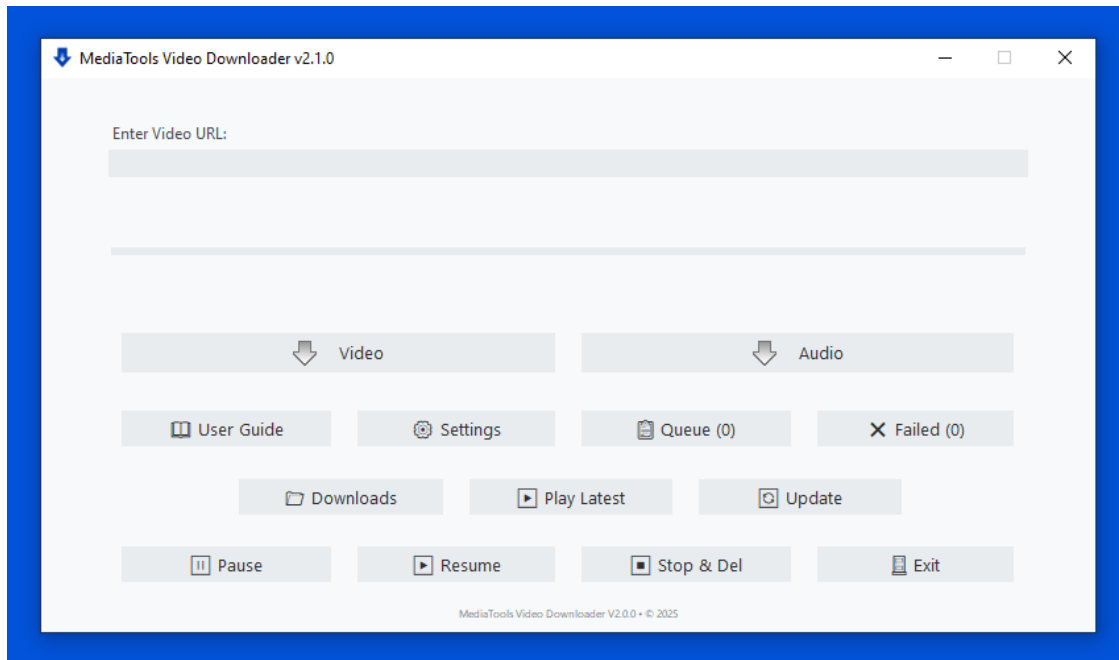 MediaTools Video Downloader v2.1.0
Enter Video URL:
Video Audio
User Guide Settings Queue (0) Failed (0)
Downloads Play Latest Update
Pause Resume Stop & Del Exit
MediaTools Video Downloader V2.0.0 • © 2025